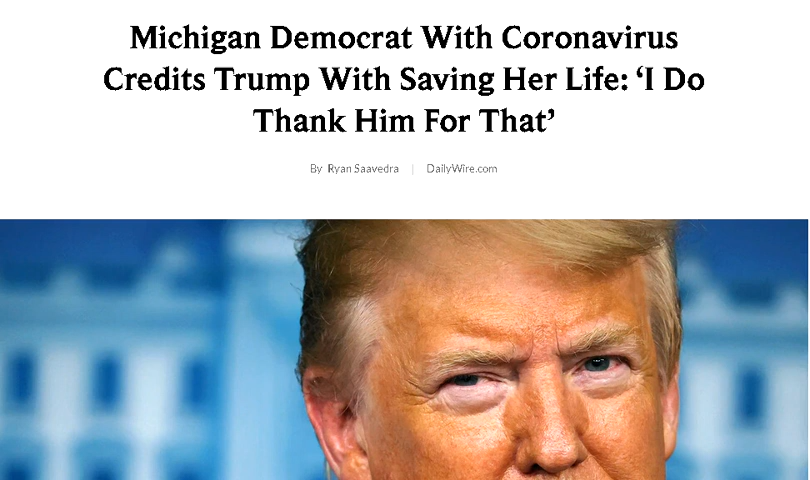 Michigan Democrat With Coronavirus
Credits Trump With Saving Her Life: ‘I Do
Thank Him For That’
By Ryan Saavedra | DailyWire.com